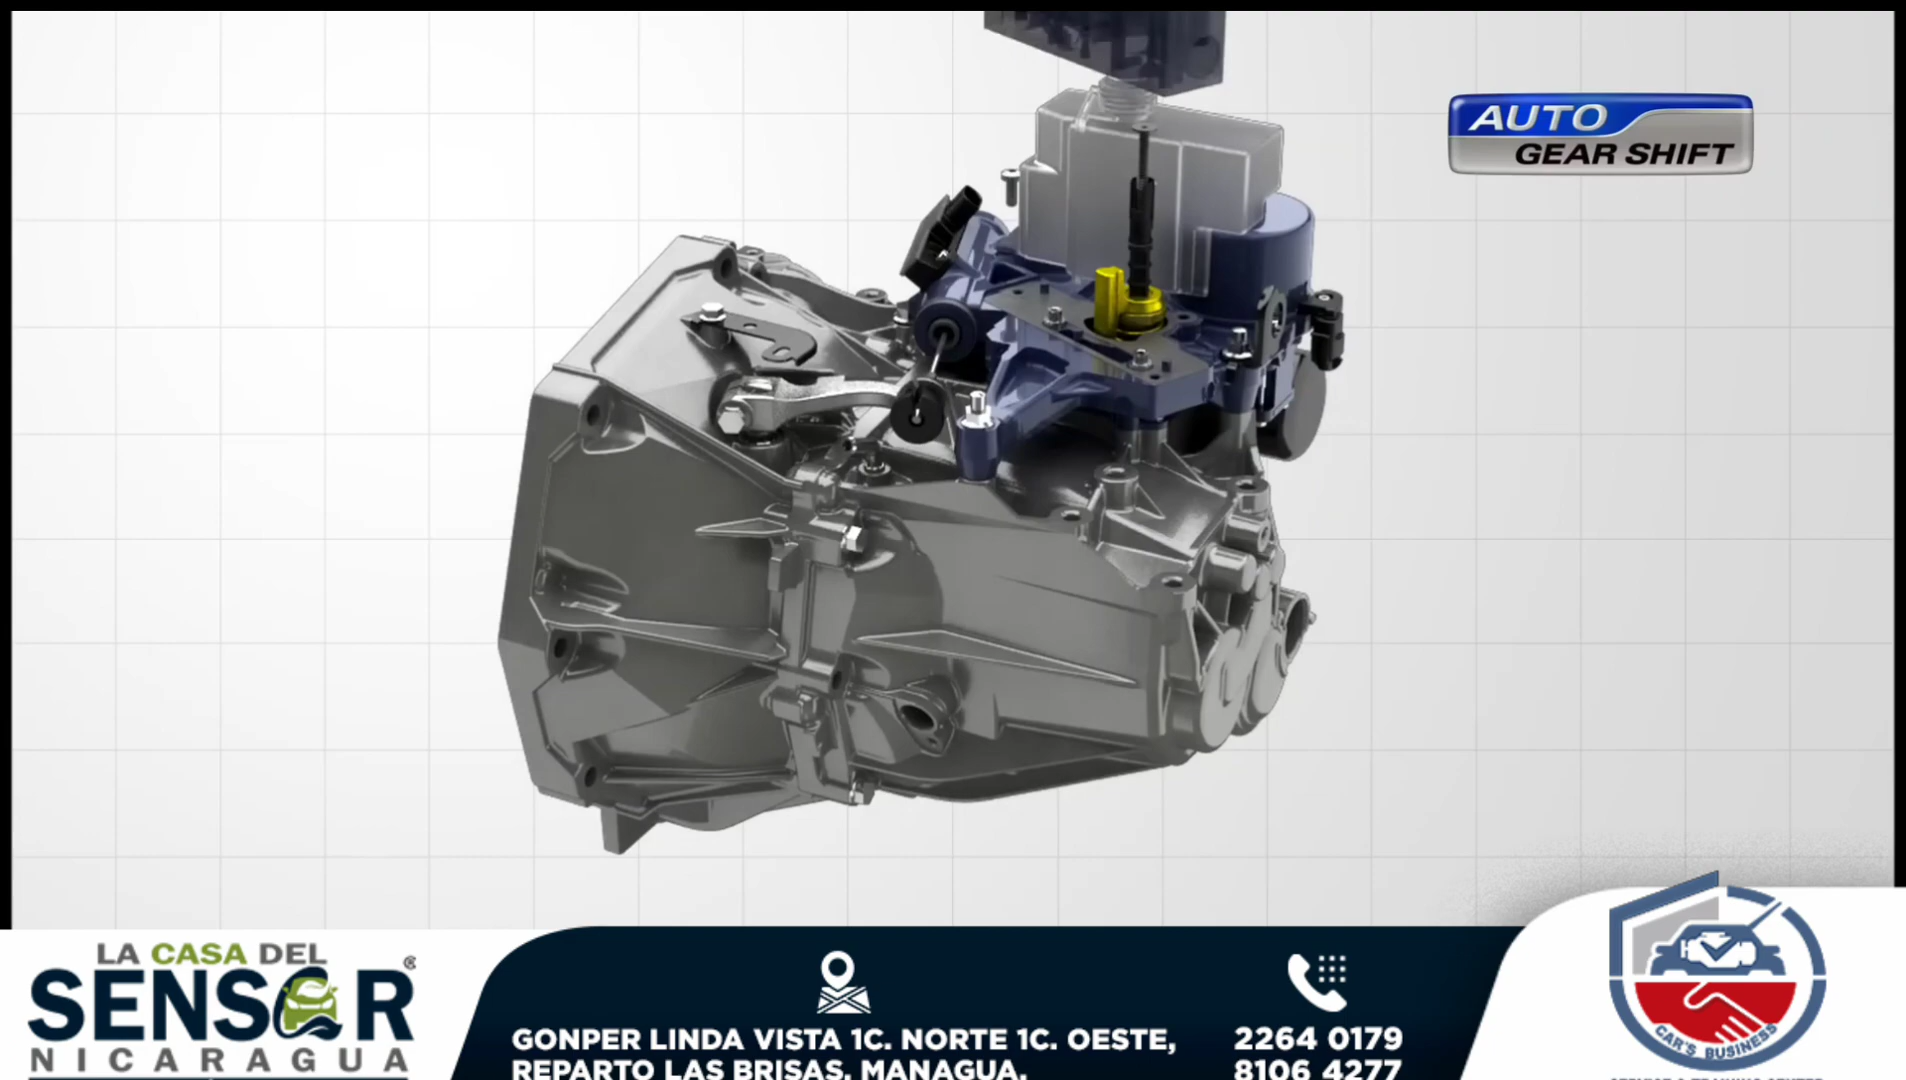 AUTO
GEAR SHIFT
LA CASA DEL
SENSOR
NICARAGUA
GONPER LINDA VISTA 1C. NORTE 1C. OESTE,
REPARTO LAS BRISAS. MANAGUA.
2264 0179
8106 4277
CAR'S BUSINESS